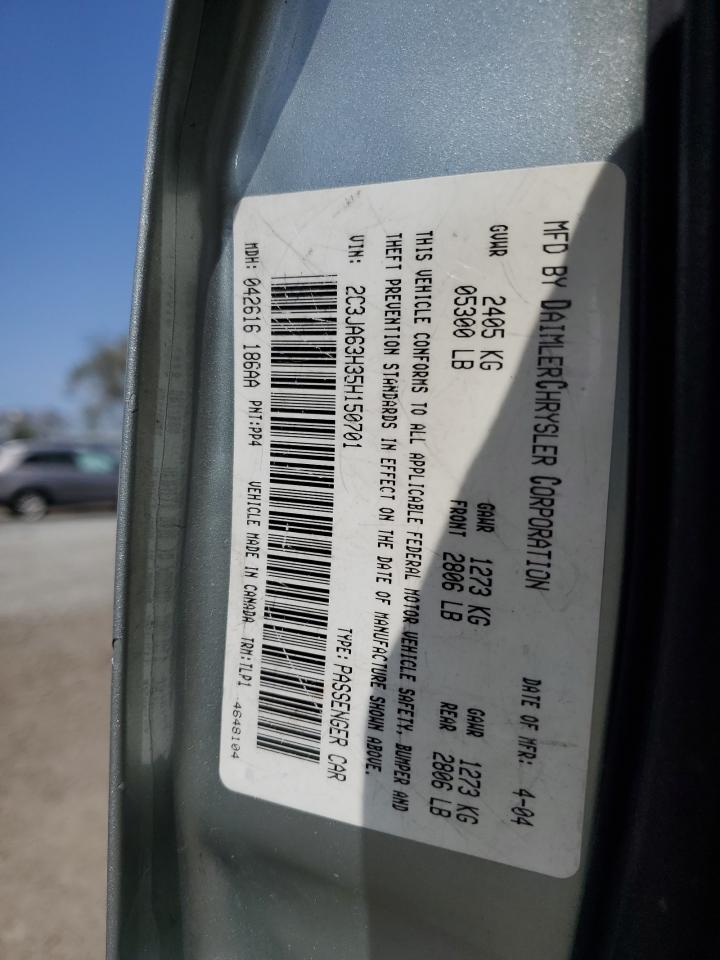 MFD BY DAIMLERCHRYSLER CORPORATION DATE OF MFR: 4-04
GVWR 2405 KG GAWR 1273 KG GAWR 1273 KG
05300 LB FRONT 2806 LB REAR 2806 LB
THIS VEHICLE CONFORMS TO ALL APPLICABLE FEDERAL MOTOR VEHICLE SAFETY, BUMPER AND
THEFT PREVENTION STANDARDS IN EFFECT ON THE DATE OF MANUFACTURE SHOWN ABOVE.
VIN: 2C3JA63H35H150701 TYPE: PASSENGER CAR
MDH: 042616 186AA PNT:PP4 VEHICLE MADE IN CANADA TRM:TLP1 4648104